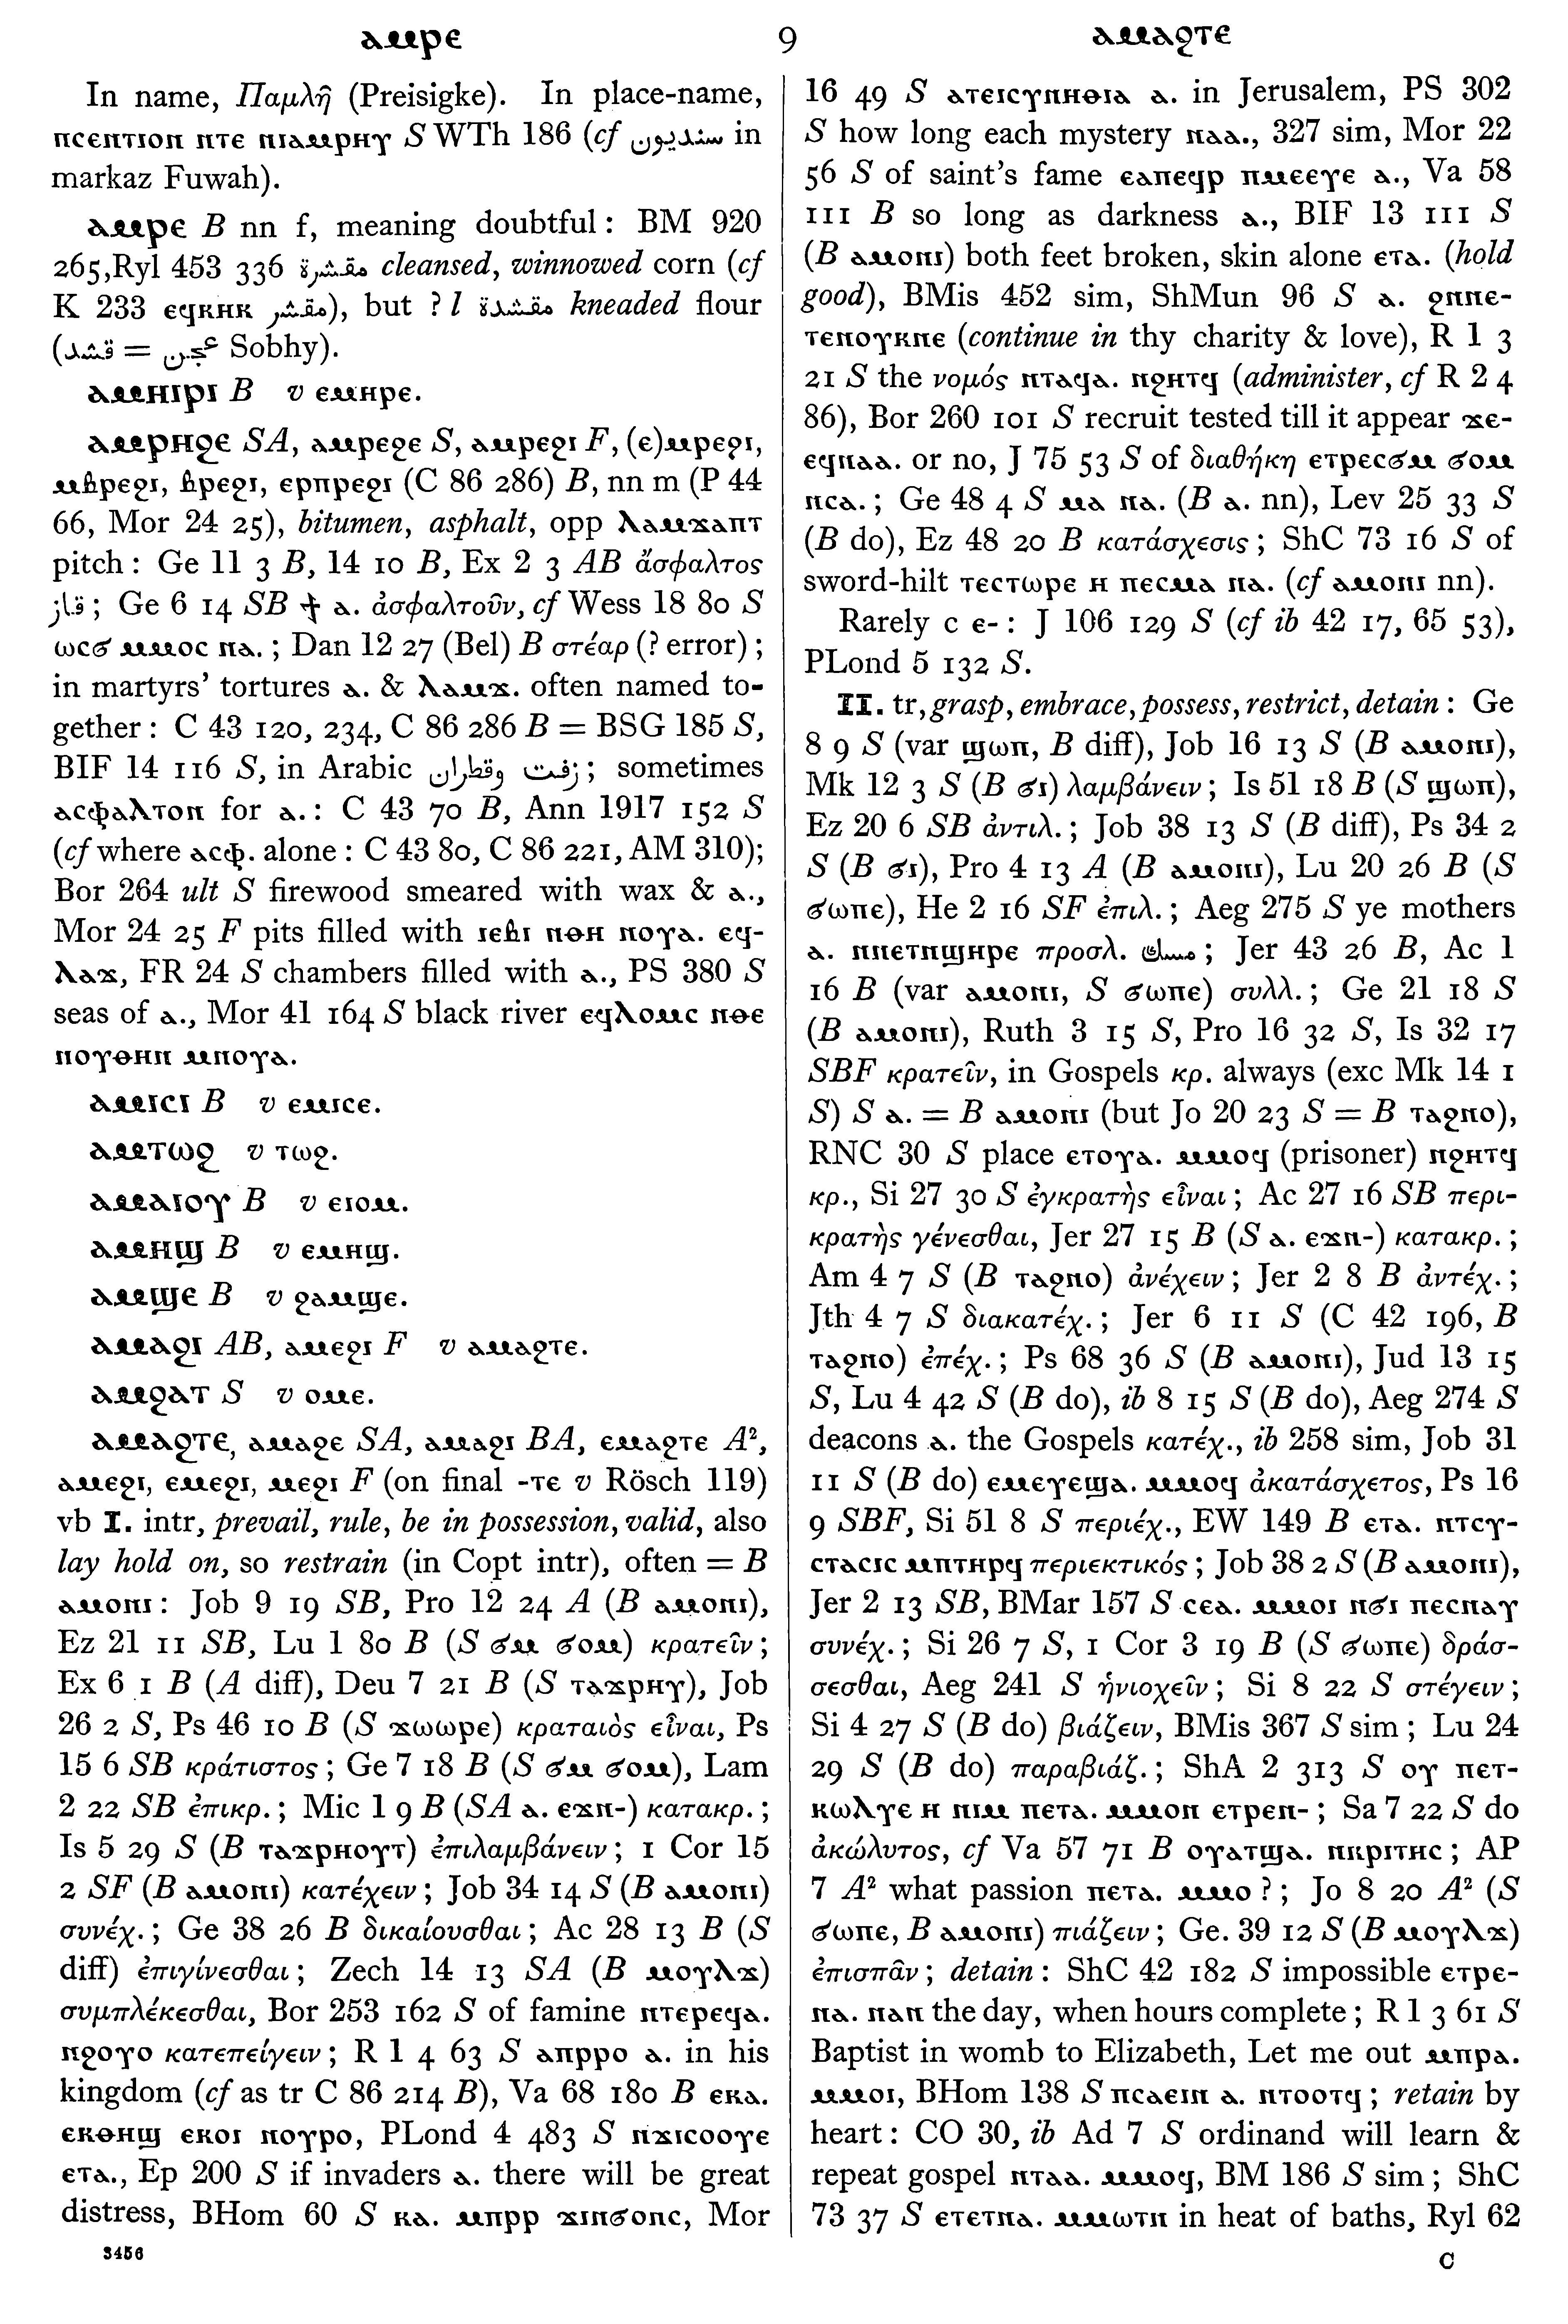 ⲁⲙⲣⲉ 9 ⲁⲙⲁϩⲧⲉ
In name, Παμλῆ (Preisigke). In place-name,
ⲡⲥⲉⲛⲧⲓⲟⲛ ⲛⲧⲉ ⲛⲓⲁⲙⲣⲏⲩ S WTh 186 (cf سنديون in
markaz Fuwah).
ⲁⲙⲣⲉ B nn f, meaning doubtful: BM 920
265, Ryl 453 336 مقشرة cleansed, winnowed corn (cf
K 233 ⲉϥⲕⲏⲕ مقشر), but ? l مقشدة kneaded flour
(قشد = عجن Sobhy).
ⲁⲙⲏⲓⲣⲓ B v ⲉⲙⲏⲣⲉ.
ⲁⲙⲣⲏϩⲉ SA, ⲁⲙⲣⲉϩⲉ S, ⲁⲙⲣⲉϩⲓ F, (ⲉ)ⲙⲣⲉϩⲓ,
ⲙⲃⲣⲉϩⲓ, ⲃⲣⲉϩⲓ, ⲉⲣⲡⲣⲉϩⲓ (C 86 286) B, nn m (P 44
66, Mor 24 25), bitumen, asphalt, opp ⲗⲁⲙϫⲁⲡⲧ
pitch: Ge 11 3 B, 14 10 B, Ex 2 3 AB ἄσφαλτος
قار; Ge 6 14 SB ϯ ⲁ. ἀσφαλτοῦν, cf Wess 18 80 S
ⲱⲥϭ ⲙⲙⲟⲥ ⲛⲁ.; Dan 12 27 (Bel) B στέαρ (? error);
in martyrs' tortures ⲁ. & ⲗⲁⲙϫ. often named to-
gether: C 43 120, 234, C 86 286 B = BSG 185 S,
BIF 14 116 S, in Arabic زفت وقطران; sometimes
ⲁⲥⲫⲁⲗⲧⲟⲛ for ⲁ.: C 43 70 B, Ann 1917 152 S
(cf where ⲁⲥⲫ. alone: C 43 80, C 86 221, AM 310);
Bor 264 ult S firewood smeared with wax & ⲁ.,
Mor 24 25 F pits filled with ⲓⲉⲃⲓ ⲛⲑⲏ ⲛⲟⲩⲁ. ⲉϥ-
ⲗⲁϫ, FR 24 S chambers filled with ⲁ., PS 380 S
seas of ⲁ., Mor 41 164 S black river ⲉϥⲗⲟⲙⲥ ⲛⲑⲉ
ⲛⲟⲩⲑⲏⲛ ⲙⲛⲟⲩⲁ.
ⲁⲙⲓⲥⲓ B v ⲉⲙⲓⲥⲉ.
ⲁⲙⲧⲱϩ v ⲧⲱϩ.
ⲁⲙⲁⲓⲟⲩ B v ⲉⲓⲟⲙ.
ⲁⲙⲏϣ B v ⲉⲙⲏϣ.
ⲁⲙϣⲉ B v ϩⲁⲙϣⲉ.
ⲁⲙⲁϩⲓ AB, ⲁⲙⲉϩⲓ F v ⲁⲙⲁϩⲧⲉ.
ⲁⲙϩⲁⲧ S v ⲟⲙⲉ.
ⲁⲙⲁϩⲧⲉ, ⲁⲙⲁϩⲉ SA, ⲁⲙⲁϩⲓ BA, ⲉⲙⲁϩⲧⲉ A²,
ⲁⲙⲉϩⲓ, ⲉⲙⲉϩⲓ, ⲙⲉϩⲓ F (on final -ⲧⲉ v Rösch 119)
vb I. intr, prevail, rule, be in possession, valid, also
lay hold on, so restrain (in Copt intr), often = B
ⲁⲙⲟⲛⲓ: Job 9 19 SB, Pro 12 24 A (B ⲁⲙⲟⲛⲓ),
Ez 21 11 SB, Lu 1 80 B (S ϭⲙ ϭⲟⲙ) κρατεῖν;
Ex 6 1 B (A diff), Deu 7 21 B (S ⲧⲁϫⲣⲏⲩ), Job
26 2 S, Ps 46 10 B (S ϫⲱⲱⲣⲉ) κραταιὸς εἶναι, Ps
15 6 SB κράτιστος; Ge 7 18 B (S ϭⲙ ϭⲟⲙ), Lam
2 22 SB ἐπικρ.; Mic 1 9 B (SA ⲁ. ⲉϫⲛ-) κατακρ.;
Is 5 29 S (B ⲧⲁϫⲣⲏⲟⲩⲧ) ἐπιλαμβάνειν; 1 Cor 15
2 SF (B ⲁⲙⲟⲛⲓ) κατέχειν; Job 34 14 S (B ⲁⲙⲟⲛⲓ)
συνέχ.; Ge 38 26 B δικαίουσθαι; Ac 28 13 B (S
diff) ἐπιγίνεσθαι; Zech 14 13 SA (B ⲙⲟⲩⲗϫ)
συμπλέκεσθαι, Bor 253 162 S of famine ⲛⲧⲉⲣⲉϥⲁ.
ⲛϩⲟⲩⲟ κατεπείγειν; R 1 4 63 S ⲁⲡⲣⲣⲟ ⲁ. in his
kingdom (cf as tr C 86 214 B), Va 68 180 B ⲉⲕⲁ.
ⲉⲕⲑⲏϣ ⲉⲕⲟⲓ ⲛⲟⲩⲣⲟ, PLond 4 483 S ⲛϫⲓⲥⲟⲟⲩⲉ
ⲉⲧⲁ., Ep 200 S if invaders ⲁ. there will be great
distress, BHom 60 S ⲕⲁ. ⲙⲡⲣⲣ ϫⲓⲛϭⲟⲛⲥ, Mor
3456
16 49 S ⲁⲧⲉⲓⲥⲩⲛⲏⲑⲓⲁ ⲁ. in Jerusalem, PS 302
S how long each mystery ⲛⲁⲁ., 327 sim, Mor 22
56 S of saint's fame ⲉⲁⲡⲉϥⲣ ⲡⲙⲉⲉⲩⲉ ⲁ., Va 58
111 B so long as darkness ⲁ., BIF 13 111 S
(B ⲁⲙⲟⲛⲓ) both feet broken, skin alone ⲉⲧⲁ. (hold
good), BMis 452 sim, ShMun 96 S ⲁ. ϩⲛⲛⲉ-
ⲧⲉⲛⲟⲩⲕⲛⲉ (continue in thy charity & love), R 1 3
21 S the νομός ⲛⲧⲁϥⲁ. ⲛϩⲏⲧϥ (administer, cf R 2 4
86), Bor 260 101 S recruit tested till it appear ϫⲉ-
ⲉϥⲛⲁⲁ. or no, J 75 53 S of διαθήκη ⲉⲧⲣⲉⲥϭⲙ ϭⲟⲙ
ⲛⲥⲁ.; Ge 48 4 S ⲙⲁ ⲛⲁ. (B ⲁ. nn), Lev 25 33 S
(B do), Ez 48 20 B κατάσχεσις; ShC 73 16 S of
sword-hilt ⲧⲉⲥⲧⲱⲣⲉ ⲏ ⲡⲉⲥⲙⲁ ⲛⲁ. (cf ⲁⲙⲟⲛⲓ nn).
Rarely c ⲉ-: J 106 129 S (cf ib 42 17, 65 53),
PLond 5 132 S.
II. tr, grasp, embrace, possess, restrict, detain: Ge
8 9 S (var ϣⲱⲡ, B diff), Job 16 13 S (B ⲁⲙⲟⲛⲓ),
Mk 12 3 S (B ϭⲓ) λαμβάνειν; Is 51 18 B (S ϣⲱⲡ),
Ez 20 6 SB ἀντιλ.; Job 38 13 S (B diff), Ps 34 2
S (B ϭⲓ), Pro 4 13 A (B ⲁⲙⲟⲛⲓ), Lu 20 26 B (S
ϭⲱⲡⲉ), He 2 16 SF ἐπιλ.; Aeg 275 S ye mothers
ⲁ. ⲛⲛⲉⲧⲛϣⲏⲣⲉ προσλ. مسك; Jer 43 26 B, Ac 1
16 B (var ⲁⲙⲟⲛⲓ, S ϭⲱⲡⲉ) συλλ.; Ge 21 18 S
(B ⲁⲙⲟⲛⲓ), Ruth 3 15 S, Pro 16 32 S, Is 32 17
SBF κρατεῖν, in Gospels κρ. always (exc Mk 14 1
S) S ⲁ. = B ⲁⲙⲟⲛⲓ (but Jo 20 23 S = B ⲧⲁϩⲛⲟ),
RNC 30 S place ⲉⲧⲟⲩⲁ. ⲙⲙⲟϥ (prisoner) ⲛϩⲏⲧϥ
κρ., Si 27 30 S ἐγκρατὴς εἶναι; Ac 27 16 SB περι-
κρατὴς γένεσθαι, Jer 27 15 B (S ⲁ. ⲉϫⲛ-) κατακρ.;
Am 4 7 S (B ⲧⲁϩⲛⲟ) ἀνέχειν; Jer 2 8 B ἀντέχ.;
Jth 4 7 S διακατέχ.; Jer 6 11 S (C 42 196, B
ⲧⲁϩⲛⲟ) ἐπέχ.; Ps 68 36 S (B ⲁⲙⲟⲛⲓ), Jud 13 15
S, Lu 4 42 S (B do), ib 8 15 S (B do), Aeg 274 S
deacons ⲁ. the Gospels κατέχ., ib 258 sim, Job 31
11 S (B do) ⲉⲙⲉⲩⲉϣⲁ. ⲙⲙⲟϥ ἀκατάσχετος, Ps 16
9 SBF, Si 51 8 S περιέχ., EW 149 B ⲉⲧⲁ. ⲛⲧⲥⲩ-
ⲥⲧⲁⲥⲓⲥ ⲙⲡⲧⲏⲣϥ περιεκτικός; Job 38 2 S (B ⲁⲙⲟⲛⲓ),
Jer 2 13 SB, BMar 157 S ⲥⲉⲁ. ⲙⲙⲟⲓ ⲛϭⲓ ⲡⲉⲥⲛⲁⲩ
συνέχ.; Si 26 7 S, 1 Cor 3 19 B (S ϭⲱⲡⲉ) δράσ-
σεσθαι, Aeg 241 S ἡνιοχεῖν; Si 8 22 S στέγειν;
Si 4 27 S (B do) βιάζειν, BMis 367 S sim; Lu 24
29 S (B do) παραβιάζ.; ShA 2 313 S ⲟⲩ ⲡⲉⲧ-
ⲕⲱⲗⲩⲉ ⲏ ⲛⲓⲙ ⲡⲉⲧⲁ. ⲙⲙⲟⲛ ⲉⲧⲣⲉⲛ-; Sa 7 22 S do
ἀκώλυτος, cf Va 57 71 B ⲟⲩⲁⲧϣⲁ. ⲛⲕⲣⲓⲧⲏⲥ; AP
7 A² what passion ⲡⲉⲧⲁ. ⲙⲙⲟ?; Jo 8 20 A² (S
ϭⲱⲡⲉ, B ⲁⲙⲟⲛⲓ) πιάζειν; Ge. 39 12 S (B ⲙⲟⲩⲗϫ)
ἐπισπᾶν; detain: ShC 42 182 S impossible ⲉⲧⲣⲉ-
ⲛⲁ. ⲛⲁⲛ the day, when hours complete; R 1 3 61 S
Baptist in womb to Elizabeth, Let me out ⲙⲡⲣⲁ.
ⲙⲙⲟⲓ, BHom 138 S ⲡⲥⲁⲉⲓⲛ ⲁ. ⲛⲧⲟⲟⲧϥ; retain by
heart: CO 30, ib Ad 7 S ordinand will learn &
repeat gospel ⲛⲧⲁⲁ. ⲙⲙⲟϥ, BM 186 S sim; ShC
73 37 S ⲉⲧⲉⲧⲛⲁ. ⲙⲙⲱⲧⲛ in heat of baths, Ryl 62
C